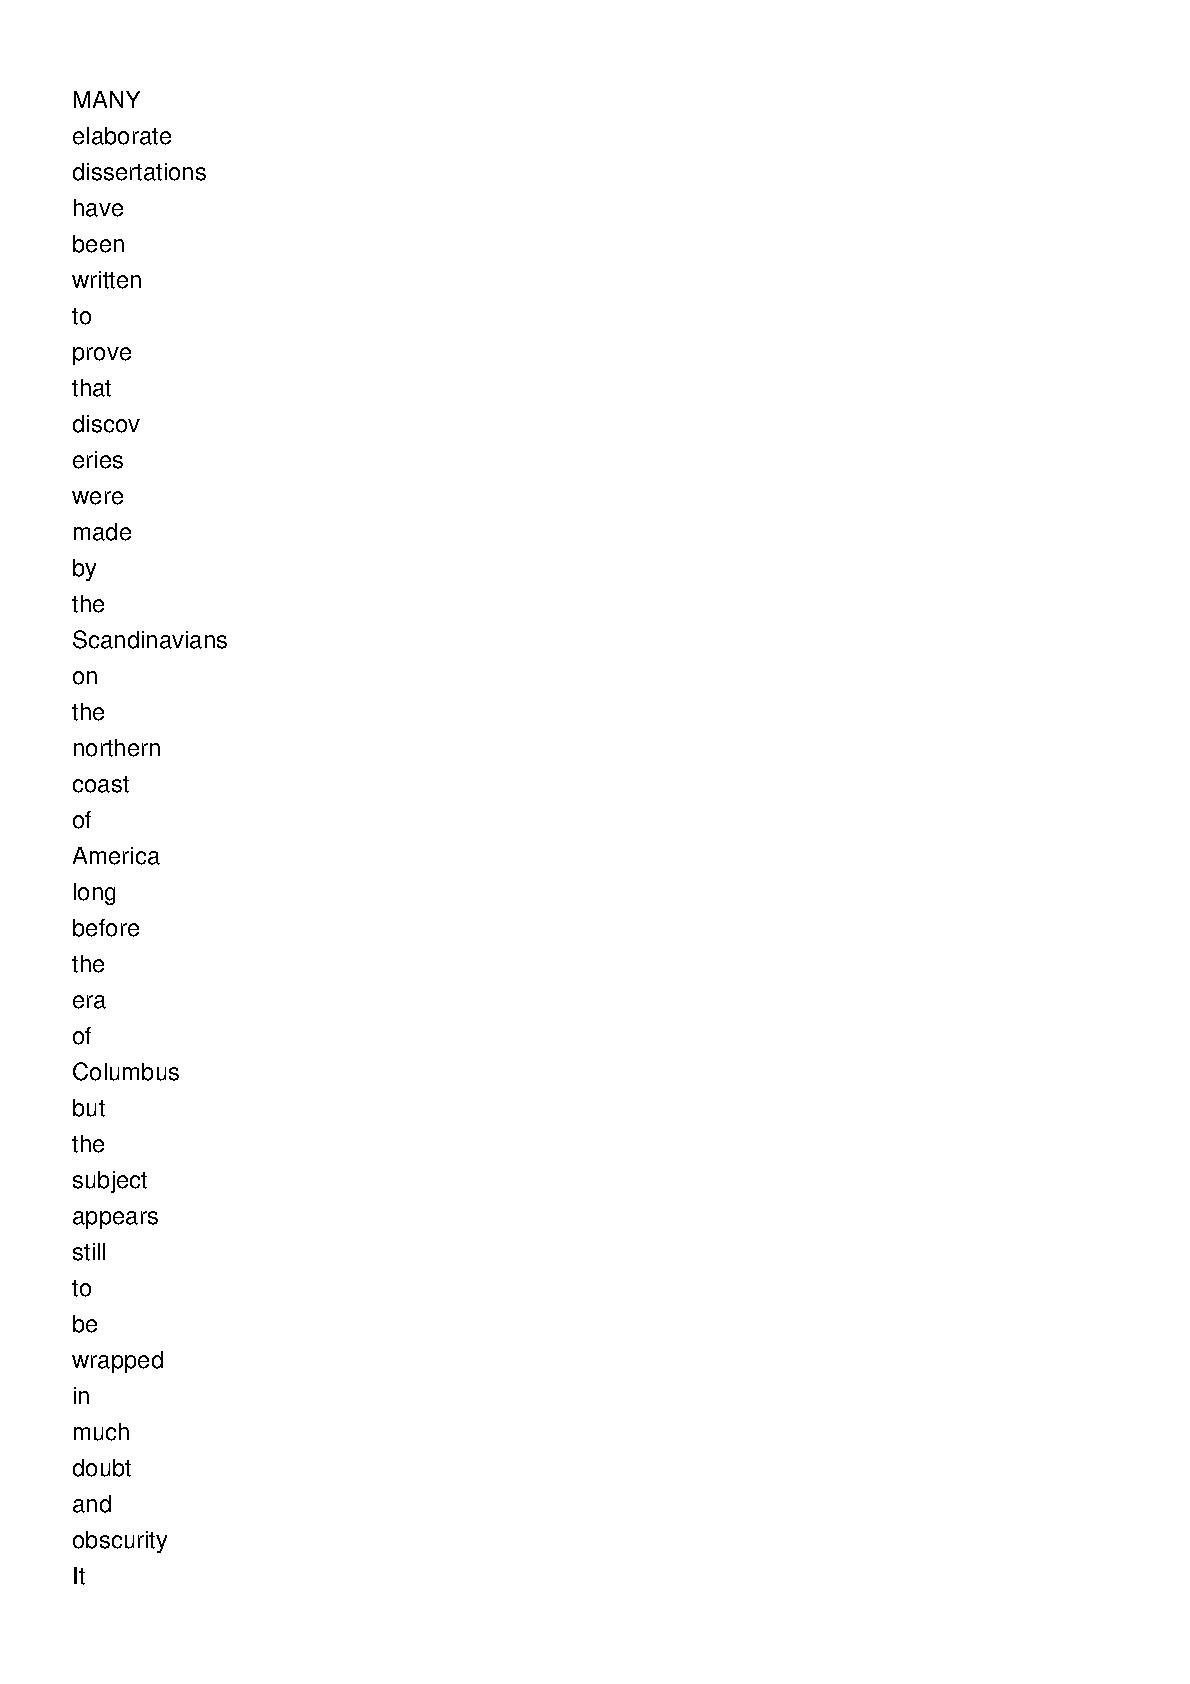 MANY
elaborate
dissertations
have
been
written
to
prove
that
discov
eries
were
made
by
the
Scandinavians
on
the
northern
coast
of
America
long
before
the
era
of
Columbus
but
the
subject
appears
still
to
be
wrapped
in
much
doubt
and
obscurity
It